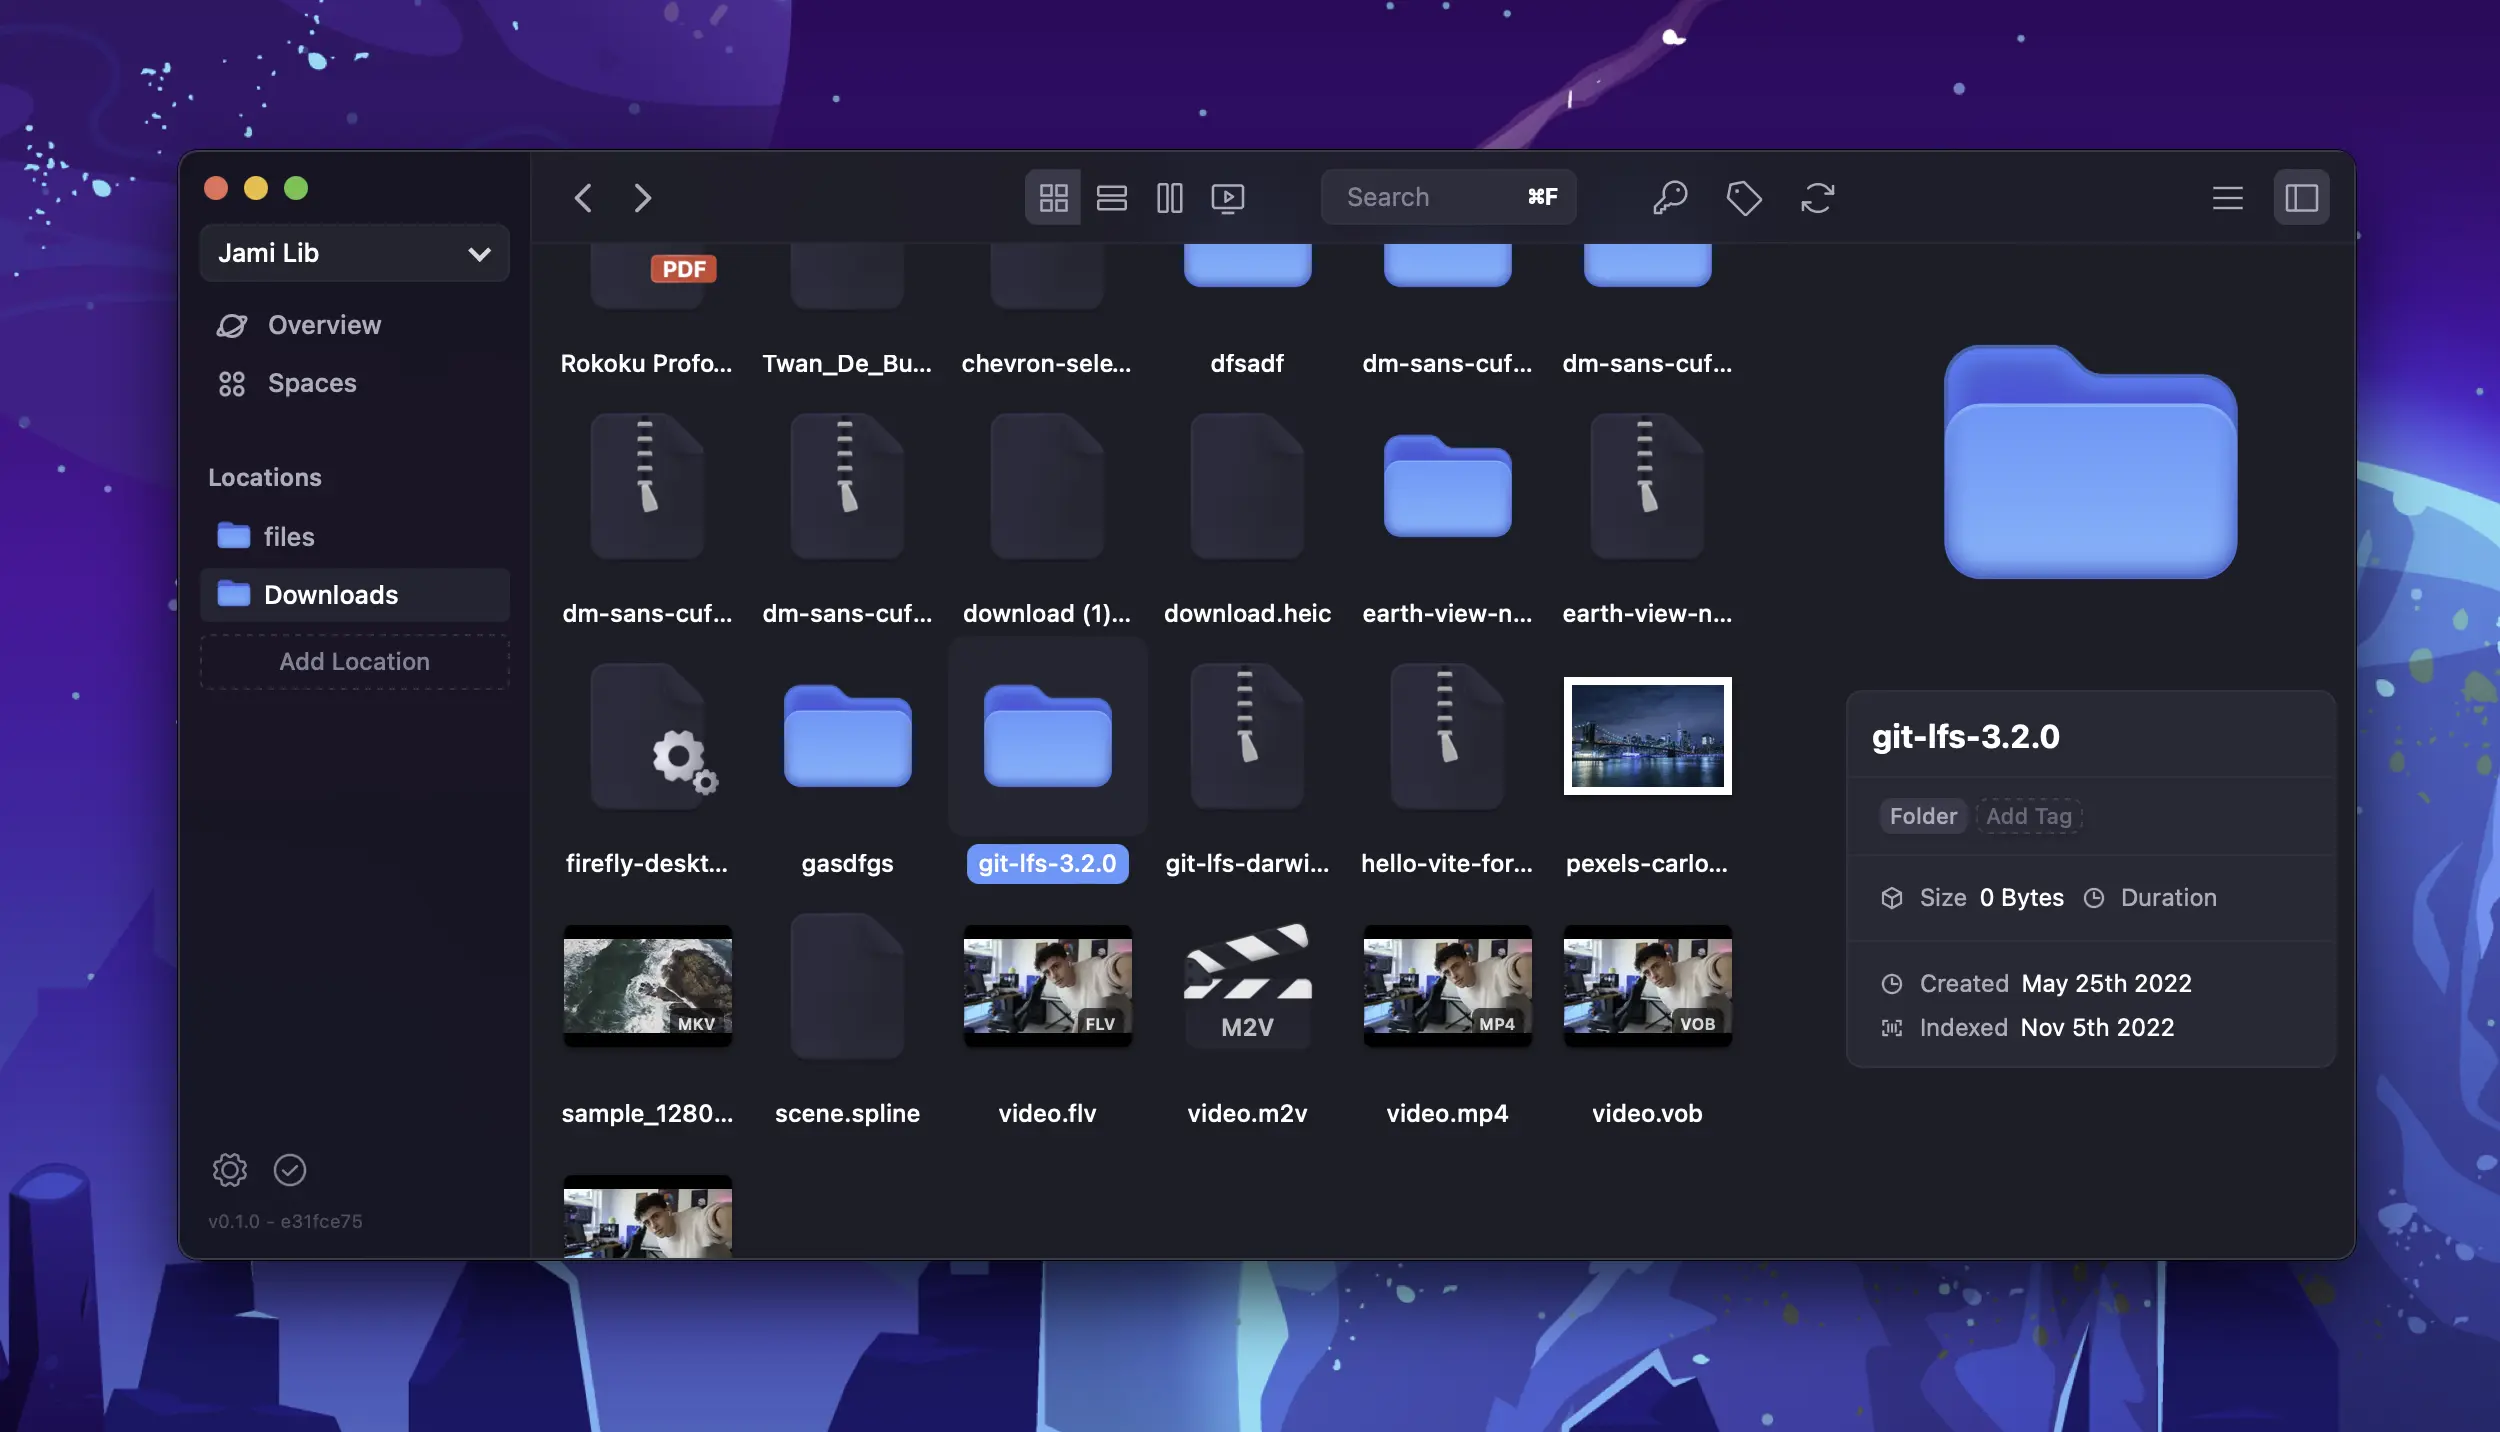 Jami Lib
Overview
Spaces
Locations
files
Downloads
Add Location
v0.1.0 - e31fce75
Search ⌘F
PDF
Rokoku Profo... Twan_De_Bu... chevron-sele... dfsadf dm-sans-cuf... dm-sans-cuf...
dm-sans-cuf... dm-sans-cuf... download (1)... download.heic earth-view-n... earth-view-n...
firefly-deskt... gasdfgs git-lfs-3.2.0 git-lfs-darwi... hello-vite-for... pexels-carlo...
MKV FLV M2V MP4 VOB
sample_1280... scene.spline video.flv video.m2v video.mp4 video.vob
git-lfs-3.2.0
Folder Add Tag
Size 0 Bytes Duration
Created May 25th 2022
Indexed Nov 5th 2022